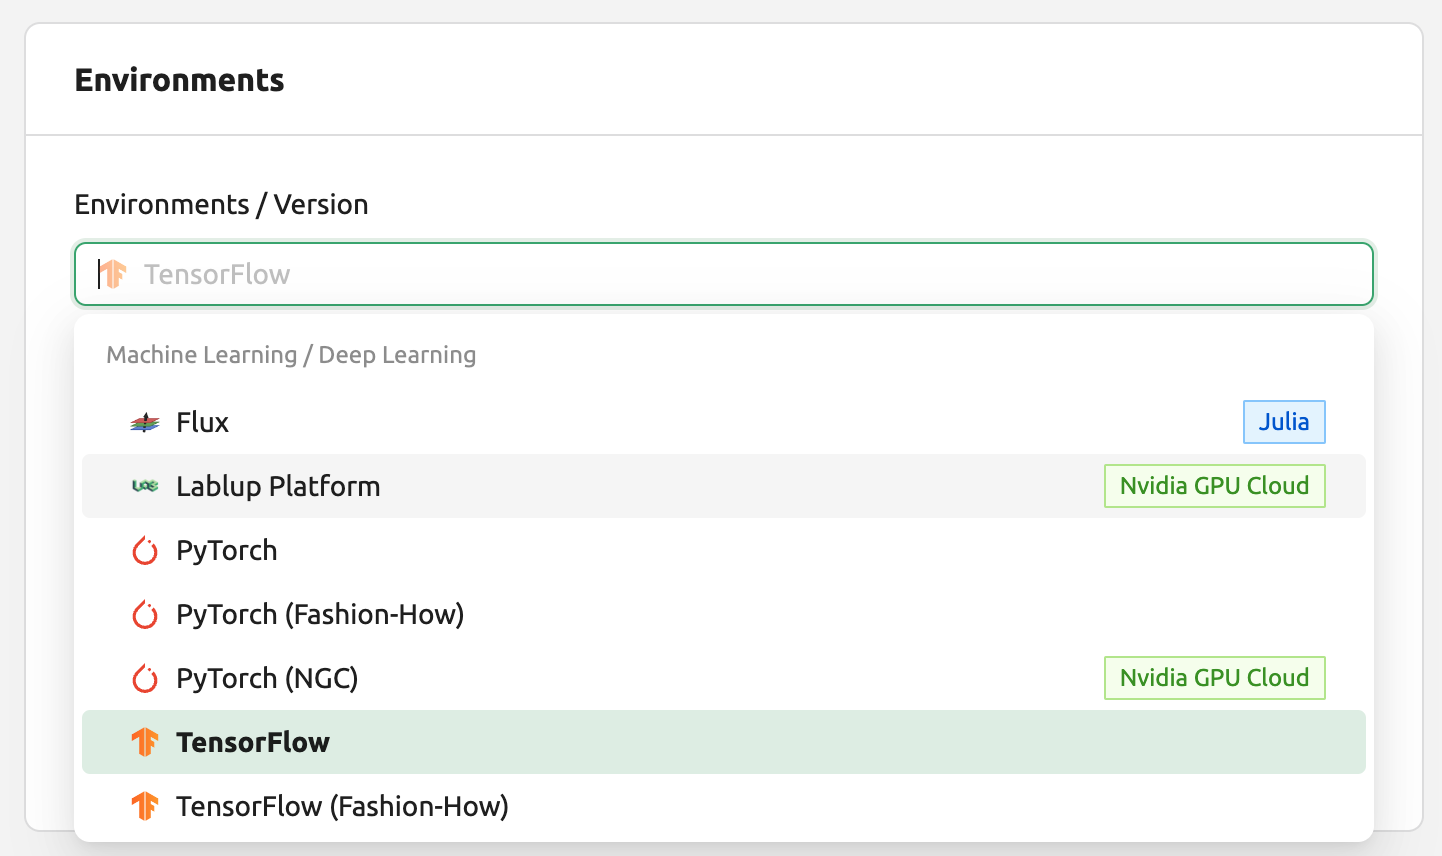 Environments
Environments / Version
TensorFlow
Machine Learning / Deep Learning
Flux Julia
Lablup Platform Nvidia GPU Cloud
PyTorch
PyTorch (Fashion-How)
PyTorch (NGC) Nvidia GPU Cloud
TensorFlow
TensorFlow (Fashion-How)